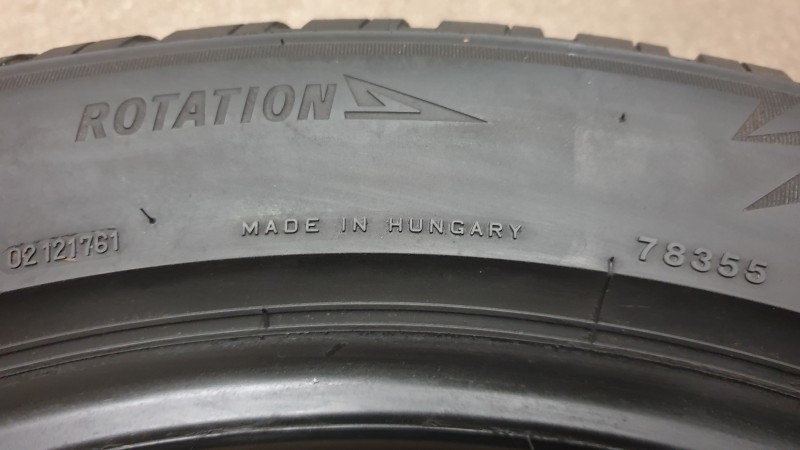 ROTATION
02121761
MADE IN HUNGARY
78355